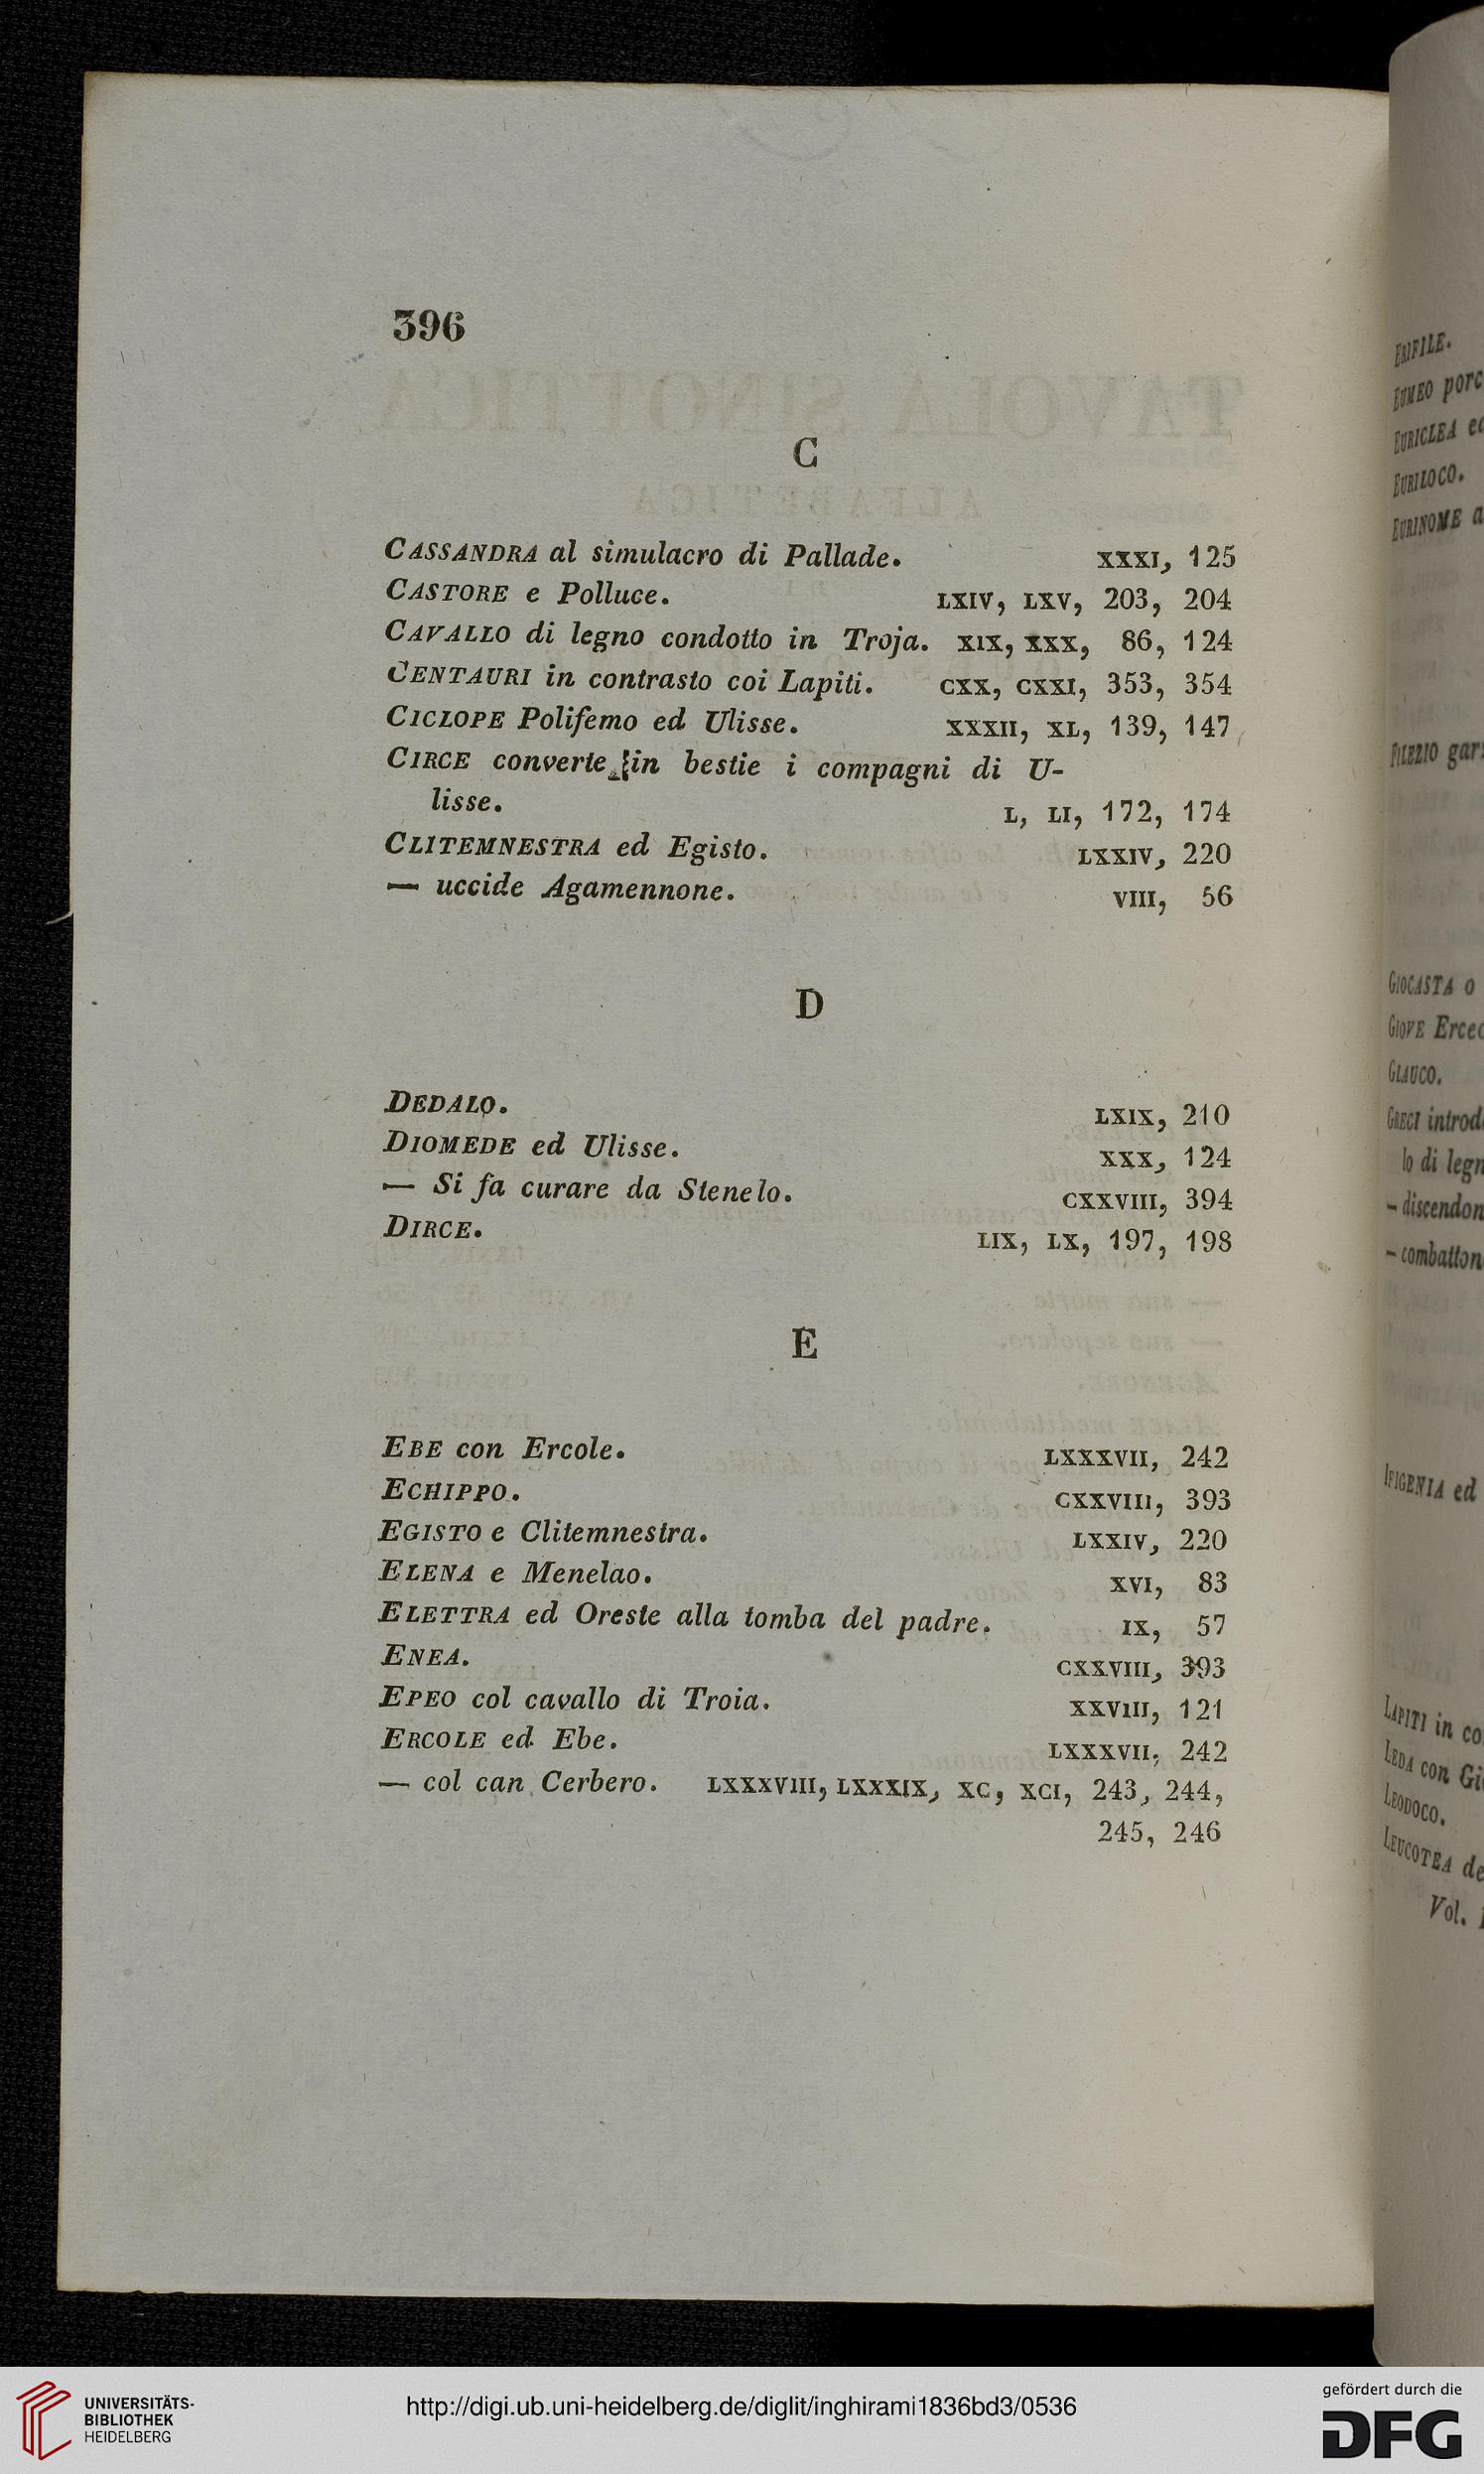 396
C
CASSANDRA al simulacro di Pallade. XXXI, 125
CASTORE e Polluce. LXIV, LXV, 203, 204
CAVALLO di legno condotto in Troja. XIX, XXX, 86, 124
CENTAURI in contrasto coi Lapiti. CXX, CXXI, 353, 354
CICLOPE Polifemo ed Ulisse. XXXII, XL, 139, 147
CIRCE converte in bestie i compagni di U-
lisse. L, LI, 172, 174
CLITEMNESTRA ed Egisto. LXXIV, 220
— uccide Agamennone. VIII, 56
D
DEDALO. LXIX, 210
DIOMEDE ed Ulisse. XXX, 124
— Si fa curare da Stenelo. CXXVIII, 394
DIRCE. LIX, LX, 197, 198
E
EBE con Ercole. LXXXVII, 242
ECHIPPO. CXXVIII, 393
EGISTO e Clitemnestra. LXXIV, 220
ELENA e Menelao. XVI, 83
ELETTRA ed Oreste alla tomba del padre. IX, 57
ENEA. CXXVIII, 393
EPEO col cavallo di Troia. XXVIII, 121
ERCOLE ed Ebe. LXXXVII, 242
— col can Cerbero. LXXXVIII, LXXXIX, XC, XCI, 243, 244,
245, 246
ERIFILE.
EUMEO porc
EURICLEA
EURILOCO.
EURINOME a
FILEZIO
GIOCASTA o
GIOVE
GLAUCO.
GRECI
lo di
- discendon
- combatton
IFIGENIA ed
LAPITI in co
LEDA con
LEODOCO.
LEUCOTEA de
Vol.
UNIVERSITÄTS-
BIBLIOTHEK
HEIDELBERG
http://digi.ub.uni-heidelberg.de/diglit/inghirami1836bd3/0536
gefördert durch die
DFG